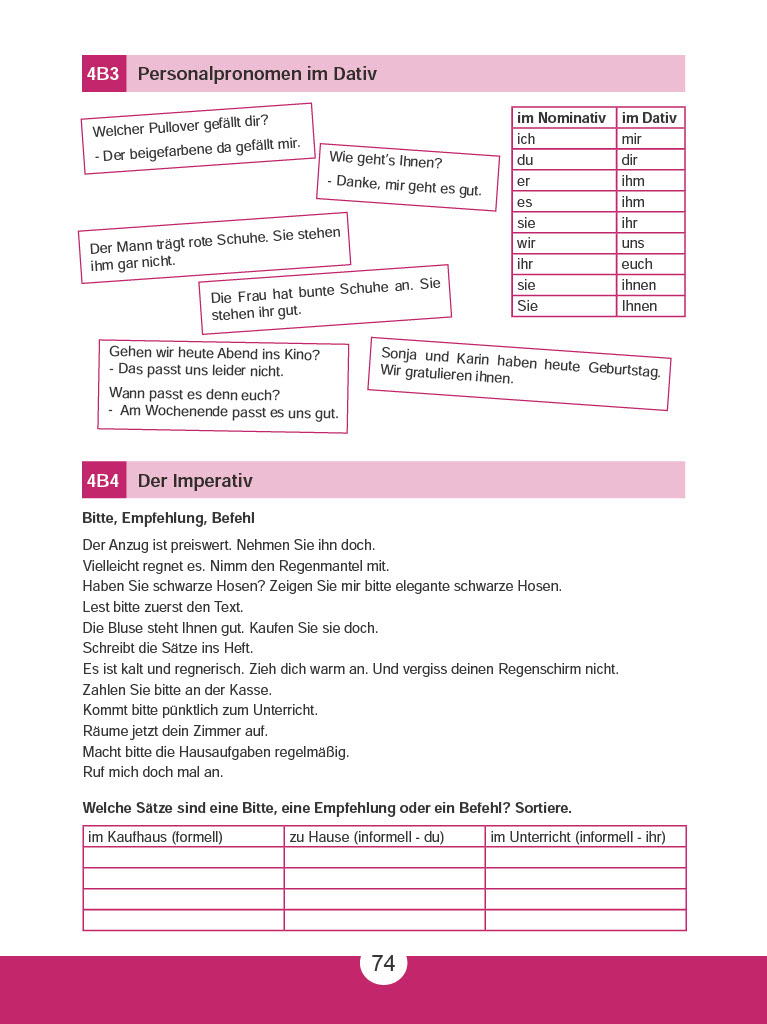 4B3 Personalpronomen im Dativ
Welcher Pullover gefällt dir?
- Der beigefarbene da gefällt mir.
Wie geht's Ihnen?
- Danke, mir geht es gut.
Der Mann trägt rote Schuhe. Sie stehen
ihm gar nicht.
Die Frau hat bunte Schuhe an. Sie
stehen ihr gut.
Gehen wir heute Abend ins Kino?
- Das passt uns leider nicht.
Wann passt es denn euch?
- Am Wochenende passt es uns gut.
Sonja und Karin haben heute Geburtstag.
Wir gratulieren ihnen.
im Nominativ im Dativ
ich mir
du dir
er ihm
es ihm
sie ihr
wir uns
ihr euch
sie ihnen
Sie Ihnen
4B4 Der Imperativ
Bitte, Empfehlung, Befehl
Der Anzug ist preiswert. Nehmen Sie ihn doch.
Vielleicht regnet es. Nimm den Regenmantel mit.
Haben Sie schwarze Hosen? Zeigen Sie mir bitte elegante schwarze Hosen.
Lest bitte zuerst den Text.
Die Bluse steht Ihnen gut. Kaufen Sie sie doch.
Schreibt die Sätze ins Heft.
Es ist kalt und regnerisch. Zieh dich warm an. Und vergiss deinen Regenschirm nicht.
Zahlen Sie bitte an der Kasse.
Kommt bitte pünktlich zum Unterricht.
Räume jetzt dein Zimmer auf.
Macht bitte die Hausaufgaben regelmäßig.
Ruf mich doch mal an.
Welche Sätze sind eine Bitte, eine Empfehlung oder ein Befehl? Sortiere.
im Kaufhaus (formell) zu Hause (informell - du) im Unterricht (informell - ihr)
74